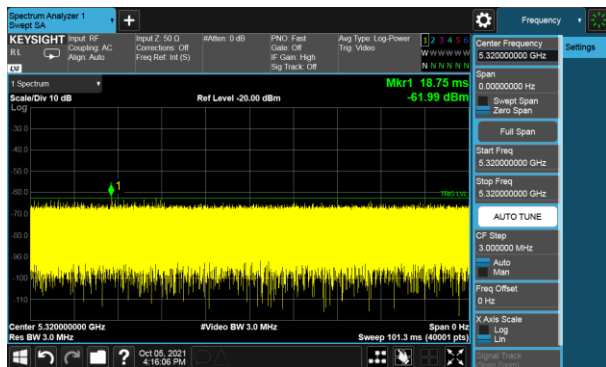 Spectrum Analyzer 1
Swept SA
Frequency
KEYSIGHT
RL
Input: RF
Coupling: AC
Align: Auto
Input Z: 50 Ω
Corrections: Off
Freq Ref: Int (S)
#Atten: 0 dB
PNO: Fast
Gate: Off
IF Gain: High
Sig Track: Off
Avg Type: Log-Power
Trig: Video
1 2 3 4 5 6
W W W W W W
N N N N N N
LXI
1 Spectrum
Scale/Div 10 dB
Log
Ref Level -20.00 dBm
Mkr1 18.75 ms
-61.99 dBm
-30.0
-40.0
-50.0
-60.0
-70.0
-80.0
-90.0
-100
-110
1
TRIG LVL
Center 5.320000000 GHz
Res BW 3.0 MHz
#Video BW 3.0 MHz
Span 0 Hz
Sweep 101.3 ms (40001 pts)
Center Frequency
5.320000000 GHz
Span
0.00000000 Hz
Swept Span
Zero Span
Full Span
Start Freq
5.320000000 GHz
Stop Freq
5.320000000 GHz
AUTO TUNE
CF Step
3.000000 MHz
Auto
Man
Freq Offset
0 Hz
X Axis Scale
Log
Lin
Signal Track
(Span Zoom)
Settings
?
Oct 05, 2021
4:16:06 PM